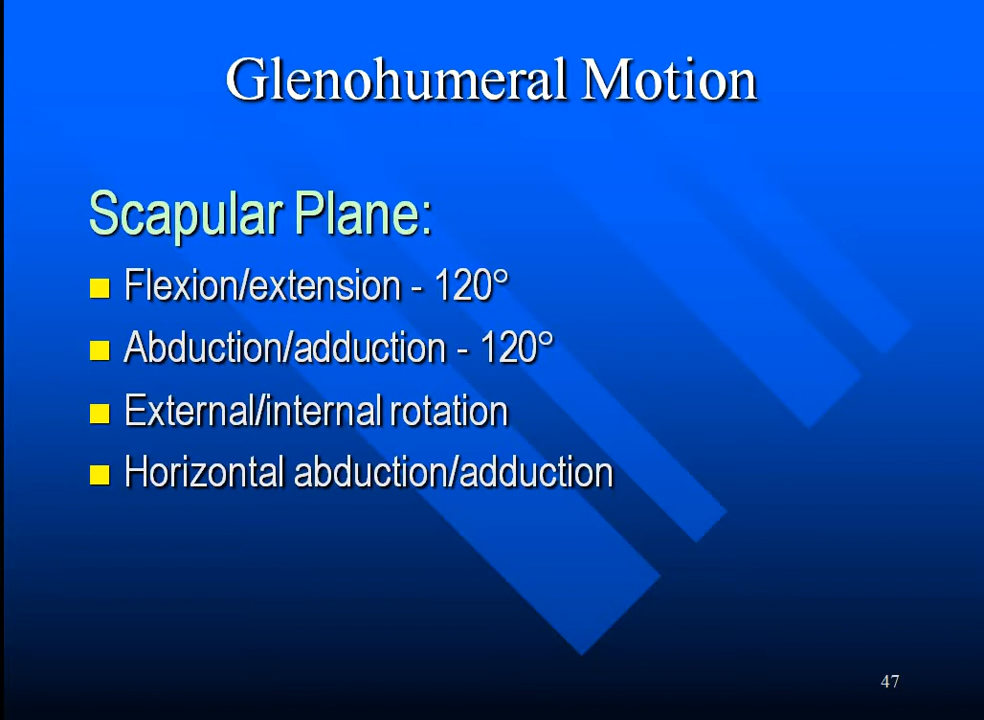 Glenohumeral Motion
Scapular Plane:
Flexion/extension - 120°
Abduction/adduction - 120°
External/internal rotation
Horizontal abduction/adduction
47